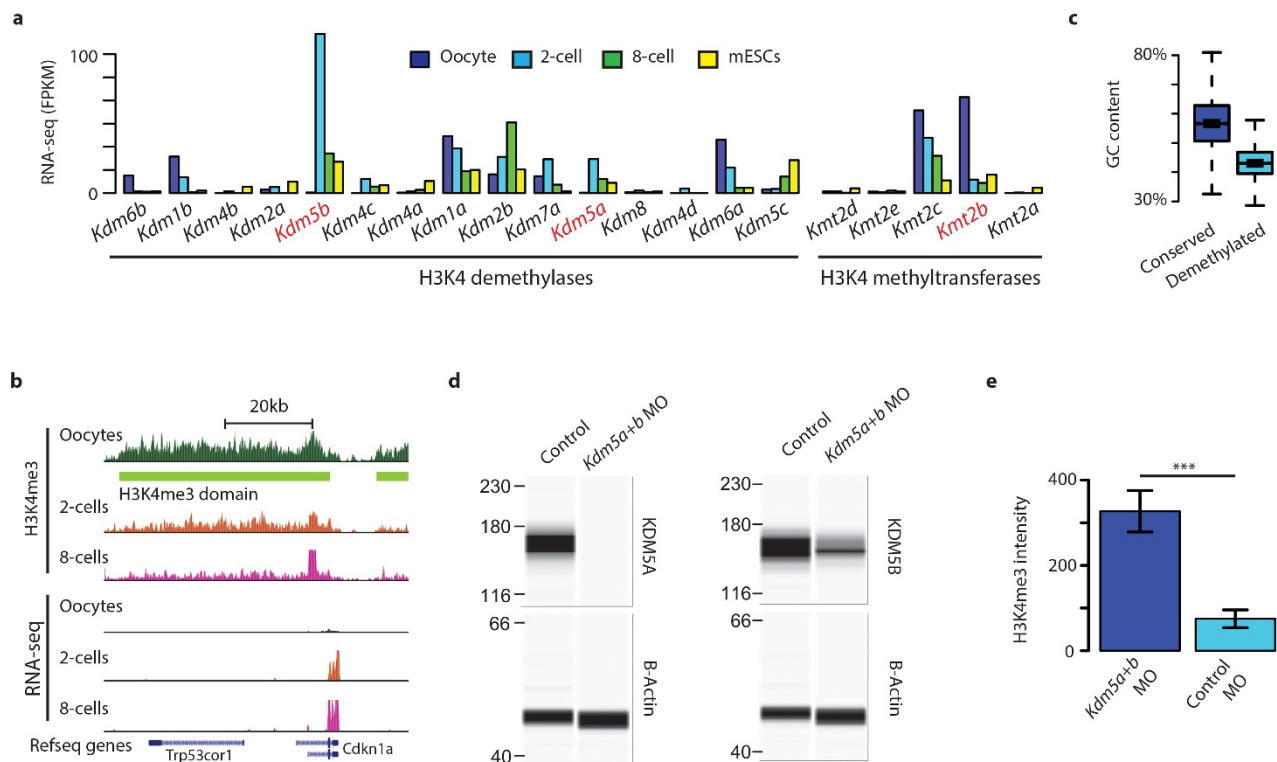 a
RNA-seq (FPKM)
100
0
Oocyte
2-cell
8-cell
mESCs
Kdm6b
Kdm1b
Kdm4b
Kdm2a
Kdm5b
Kdm4c
Kdm4a
Kdm1a
Kdm2b
Kdm7a
Kdm5a
Kdm8
Kdm4d
Kdm6a
Kdm5c
Kmt2d
Kmt2e
Kmt2c
Kmt2b
Kmt2a
H3K4 demethylases
H3K4 methyltransferases
c
GC content
80%
30%
Conserved
Demethylated
b
20kb
H3K4me3
Oocytes
H3K4me3 domain
2-cells
8-cells
RNA-seq
Oocytes
2-cells
8-cells
Refseq genes
Trp53cor1
Cdkn1a
d
Control
Kdm5a+b MO
230
180
116
KDM5A
66
40
B-Actin
Control
Kdm5a+b MO
230
180
116
KDM5B
66
40
B-Actin
e
H3K4me3 intensity
400
200
0
***
Kdm5a+b
MO
Control
MO